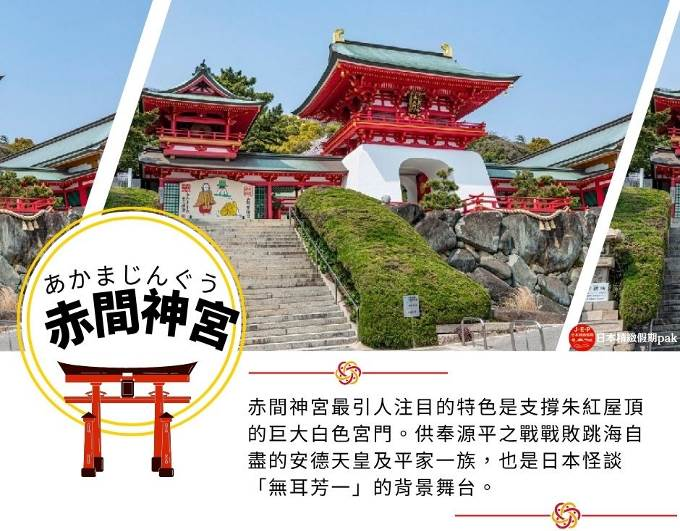 あかまじんぐう
赤間神宮
J·E·P
日本精緻假期pak
赤間神宮最引人注目的特色是支撐朱紅屋頂
的巨大白色宮門。供奉源平之戰戰敗跳海自
盡的安德天皇及平家一族，也是日本怪談
「無耳芳一」的背景舞台。